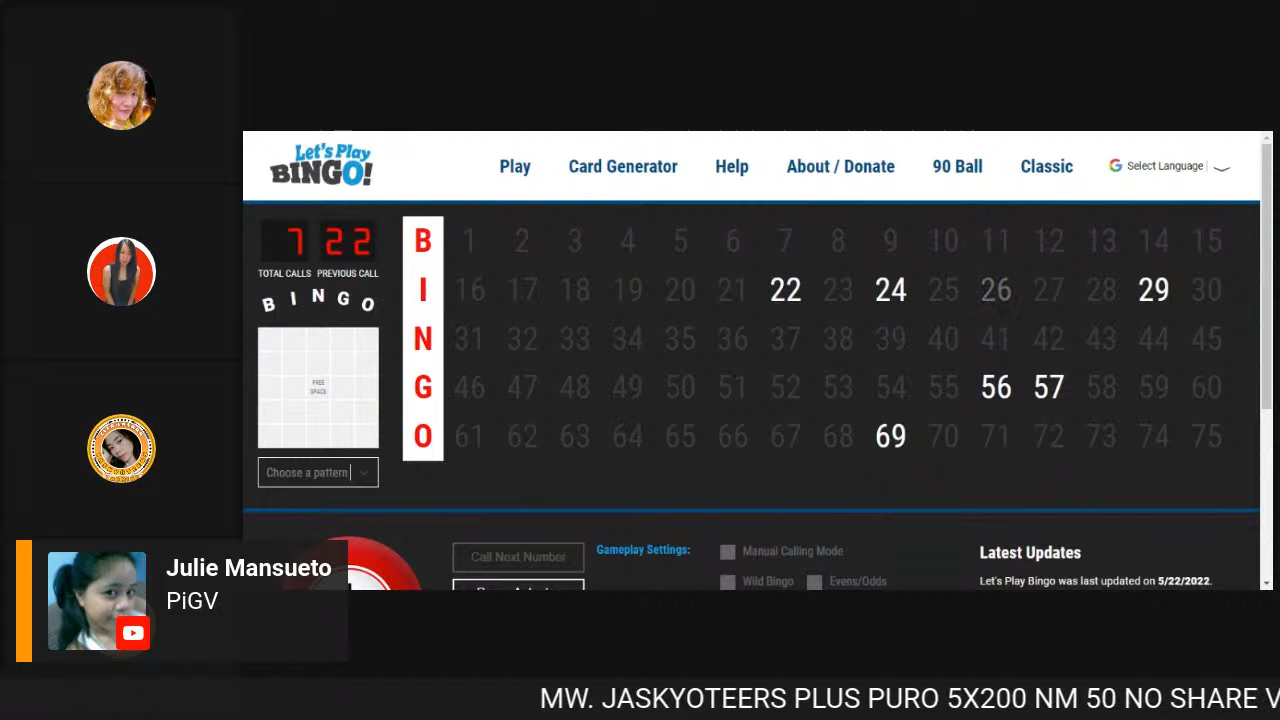 Let's Play
BINGO!
Play Card Generator Help About / Donate 90 Ball Classic Select Language
7 22
TOTAL CALLS PREVIOUS CALL
B I N G O
FREE
SPACE
Choose a pattern
B 1 2 3 4 5 6 7 8 9 10 11 12 13 14 15
I 16 17 18 19 20 21 22 23 24 25 26 27 28 29 30
N 31 32 33 34 35 36 37 38 39 40 41 42 43 44 45
G 46 47 48 49 50 51 52 53 54 55 56 57 58 59 60
O 61 62 63 64 65 66 67 68 69 70 71 72 73 74 75
Call Next Number
Gameplay Settings:
Manual Calling Mode
Wild Bingo Evens/Odds
Latest Updates
Let's Play Bingo was last updated on 5/22/2022.
Julie Mansueto
PiGV
MW. JASKYOTEERS PLUS PURO 5X200 NM 50 NO SHARE V